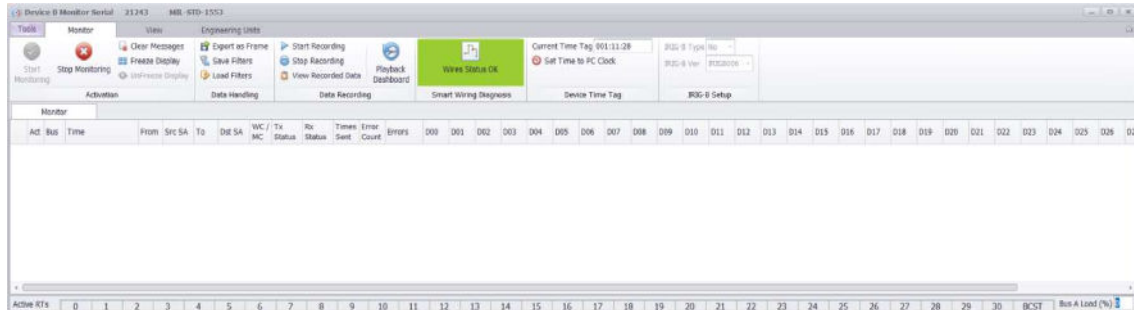 Device 0 Monitor Serial 21243 MIL-STD-1553
Tools Monitor View Engineering Units
Start Monitoring
Stop Monitoring
Clear Messages
Freeze Display
UnFreeze Display
Activation
Export as Frame
Save Filters
Load Filters
Data Handling
Start Recording
Stop Recording
View Recorded Data
Playback Dashboard
Data Recording
Wires Status OK
Smart Wiring Diagnosis
Current Time Tag 001:11:28
Set Time to PC Clock
Device Time Tag
IRIG-B Type No
IRIG-B Ver
IRIG-B Setup
Monitor
Act Bus Time From Src SA To Dst SA WC / MC Tx Status Rx Status Times Sent Error Count Errors D00 D01 D02 D03 D04 D05 D06 D07 D08 D09 D10 D11 D12 D13 D14 D15 D16 D17 D18 D19 D20 D21 D22 D23 D24 D25 D26
Active RTs 0 1 2 3 4 5 6 7 8 9 10 11 12 13 14 15 16 17 18 19 20 21 22 23 24 25 26 27 28 29 30 BCST Bus A Load (%)